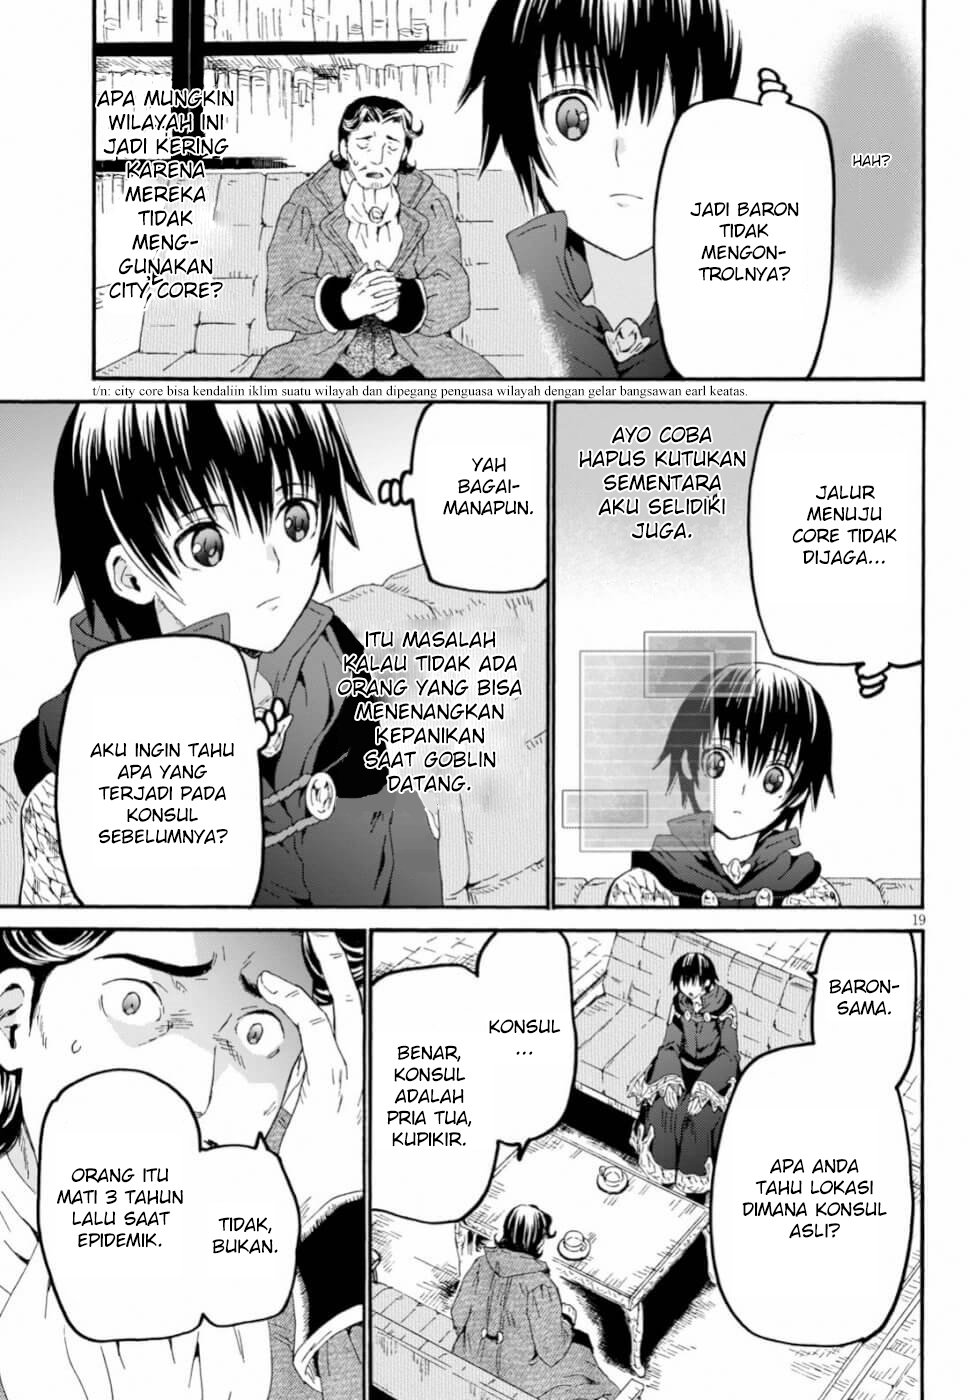 HAH?
JADI BARON
TIDAK
MENGON-
TROLNYA?
APA MUNGKIN
WILAYAH INI
JADI KERING
KARENA
MEREKA
TIDAK
MENG-
GUNAKAN
CITY, CORE?
t/n: city core bisa kendaliin iklim suatu wilayah dan dipegang penguasa wilayah dengan gelar bangsawan earl keatas.
JALUR
MENUJU
CORE TIDAK
DIJAGA...
AYO COBA
HAPUS KUTUKAN
SEMENTARA
AKU SELIDIKI
JUGA.
YAH
BAGAI-
MANAPUN.
ITU MASALAH
KALAU TIDAK ADA
ORANG YANG BISA
MENENANGKAN
KEPANIKAN
SAAT GOBLIN
DATANG.
AKU INGIN TAHU
APA YANG
TERJADI PADA
KONSUL
SEBELUMNYA?
19
BARON-
SAMA.
APA ANDA
TAHU LOKASI
DIMANA KONSUL
ASLI?
KONSUL
...
BENAR,
KONSUL
ADALAH
PRIA TUA,
KUPIKIR.
TIDAK,
BUKAN.
ORANG ITU
MATI 3 TAHUN
LALU SAAT
EPIDEMIK.